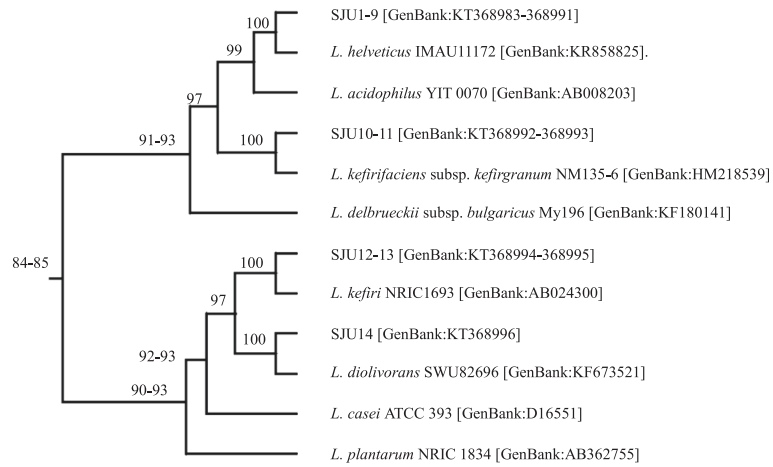 SJU1-9 [GenBank:KT368983-368991]
100
L. helveticus IMAU11172 [GenBank:KR858825].
99
L. acidophilus YIT 0070 [GenBank:AB008203]
97
SJU10-11 [GenBank:KT368992-368993]
91-93
100
L. kefirifaciens subsp. kefirgranum NM135-6 [GenBank:HM218539]
L. delbrueckii subsp. bulgaricus My196 [GenBank:KF180141]
SJU12-13 [GenBank:KT368994-368995]
84-85
100
L. kefiri NRIC1693 [GenBank:AB024300]
97
SJU14 [GenBank:KT368996]
100
92-93
L. diolivorans SWU82696 [GenBank:KF673521]
90-93
L. casei ATCC 393 [GenBank:D16551]
L. plantarum NRIC 1834 [GenBank:AB362755]